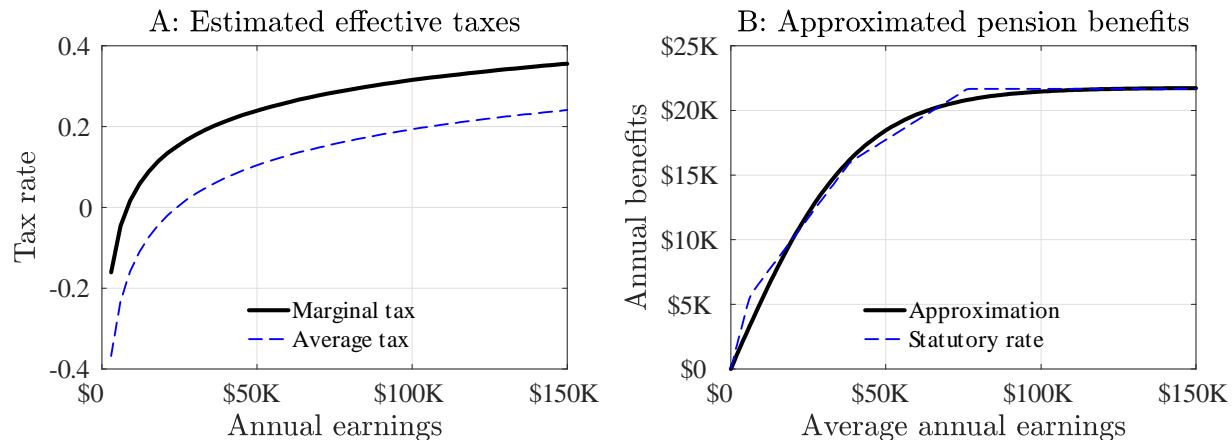 A: Estimated effective taxes
Tax rate
0.4
0.2
0
-0.2
-0.4
Marginal tax
Average tax
$0
$50K
$100K
$150K
Annual earnings
B: Approximated pension benefits
Annual benefits
$25K
$20K
$15K
$10K
$5K
$0
Approximation
Statutory rate
$0
$50K
$100K
$150K
Average annual earnings